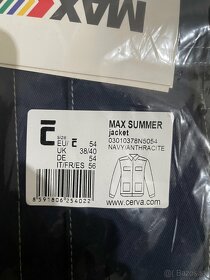 MAX
č
SIZE
EU/č 54
UK 38/40
DE 54
IT/FR/ES 56
8591806254022
MAX SUMMER
jacket
03010378N5054
NAVY/ANTHRACITE
www.cerva.com